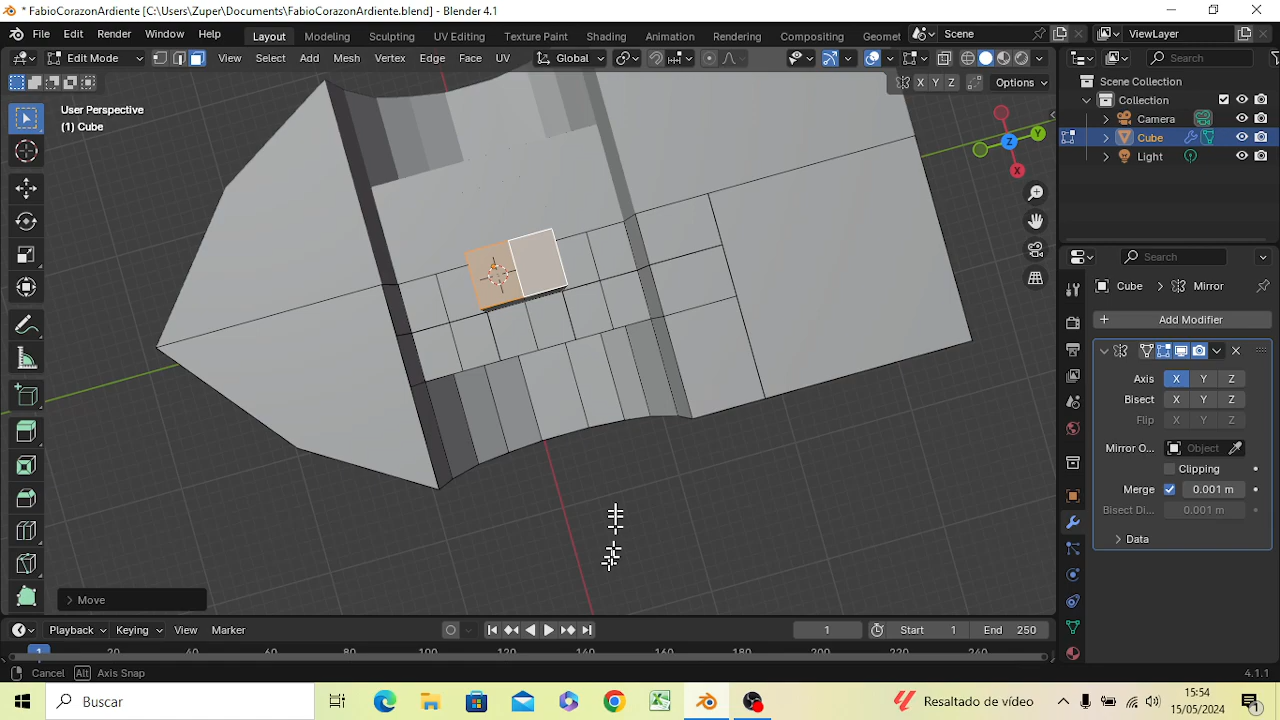 * FabioCorazonArdiente [C:\Users\Zuper\Documents\FabioCorazonArdiente.blend] - Blender 4.1
File Edit Render Window Help Layout Modeling Sculpting UV Editing Texture Paint Shading Animation Rendering Compositing Geomet Scene ViewLayer
Edit Mode View Select Add Mesh Vertex Edge Face UV Global Search
X Y Z Options
User Perspective
(1) Cube
Scene Collection
Collection
Camera
Cube
Light
Y
Z
X
Search
Cube > Mirror
Add Modifier
Axis X Y Z
Bisect X Y Z
Flip X Y Z
Mirror O... Object
Clipping
Merge 0.001 m
Bisect Di... 0.001 m
Data
Move
Playback Keying View Marker 1 Start 1 End 250
1 20 40 60 80 100 120 140 160 180 200 220 240
Cancel Alt Axis Snap 4.1.1
Buscar Resaltado de vídeo 15:54
15/05/2024 1